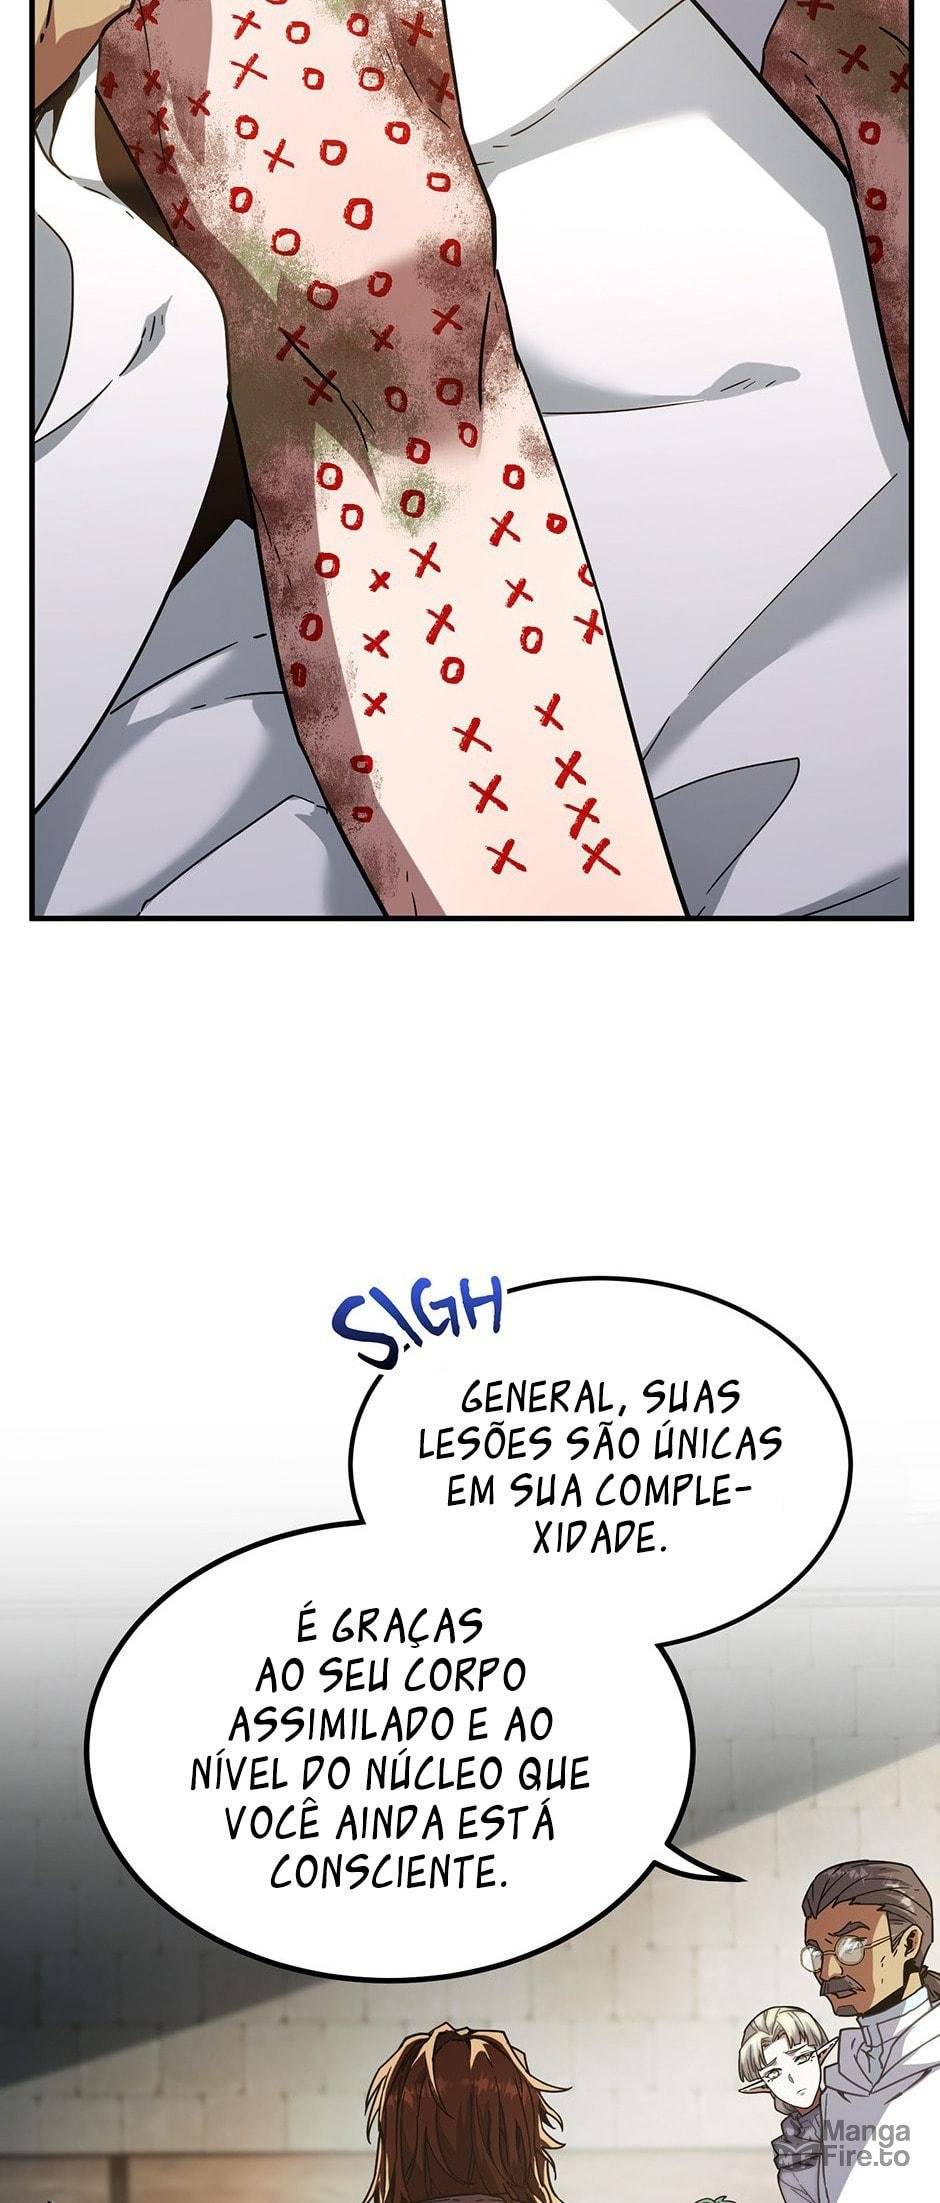 SIGH
GENERAL, SUAS
LESÕES SÃO ÚNICAS
EM SUA COMPLE-
XIDADE.
É GRAÇAS
AO SEU CORPO
ASSIMILADO E AO
NÍVEL DO NÚCLEO QUE
VOCÊ AINDA ESTÁ
CONSCIENTE.
Manga
Fire.to